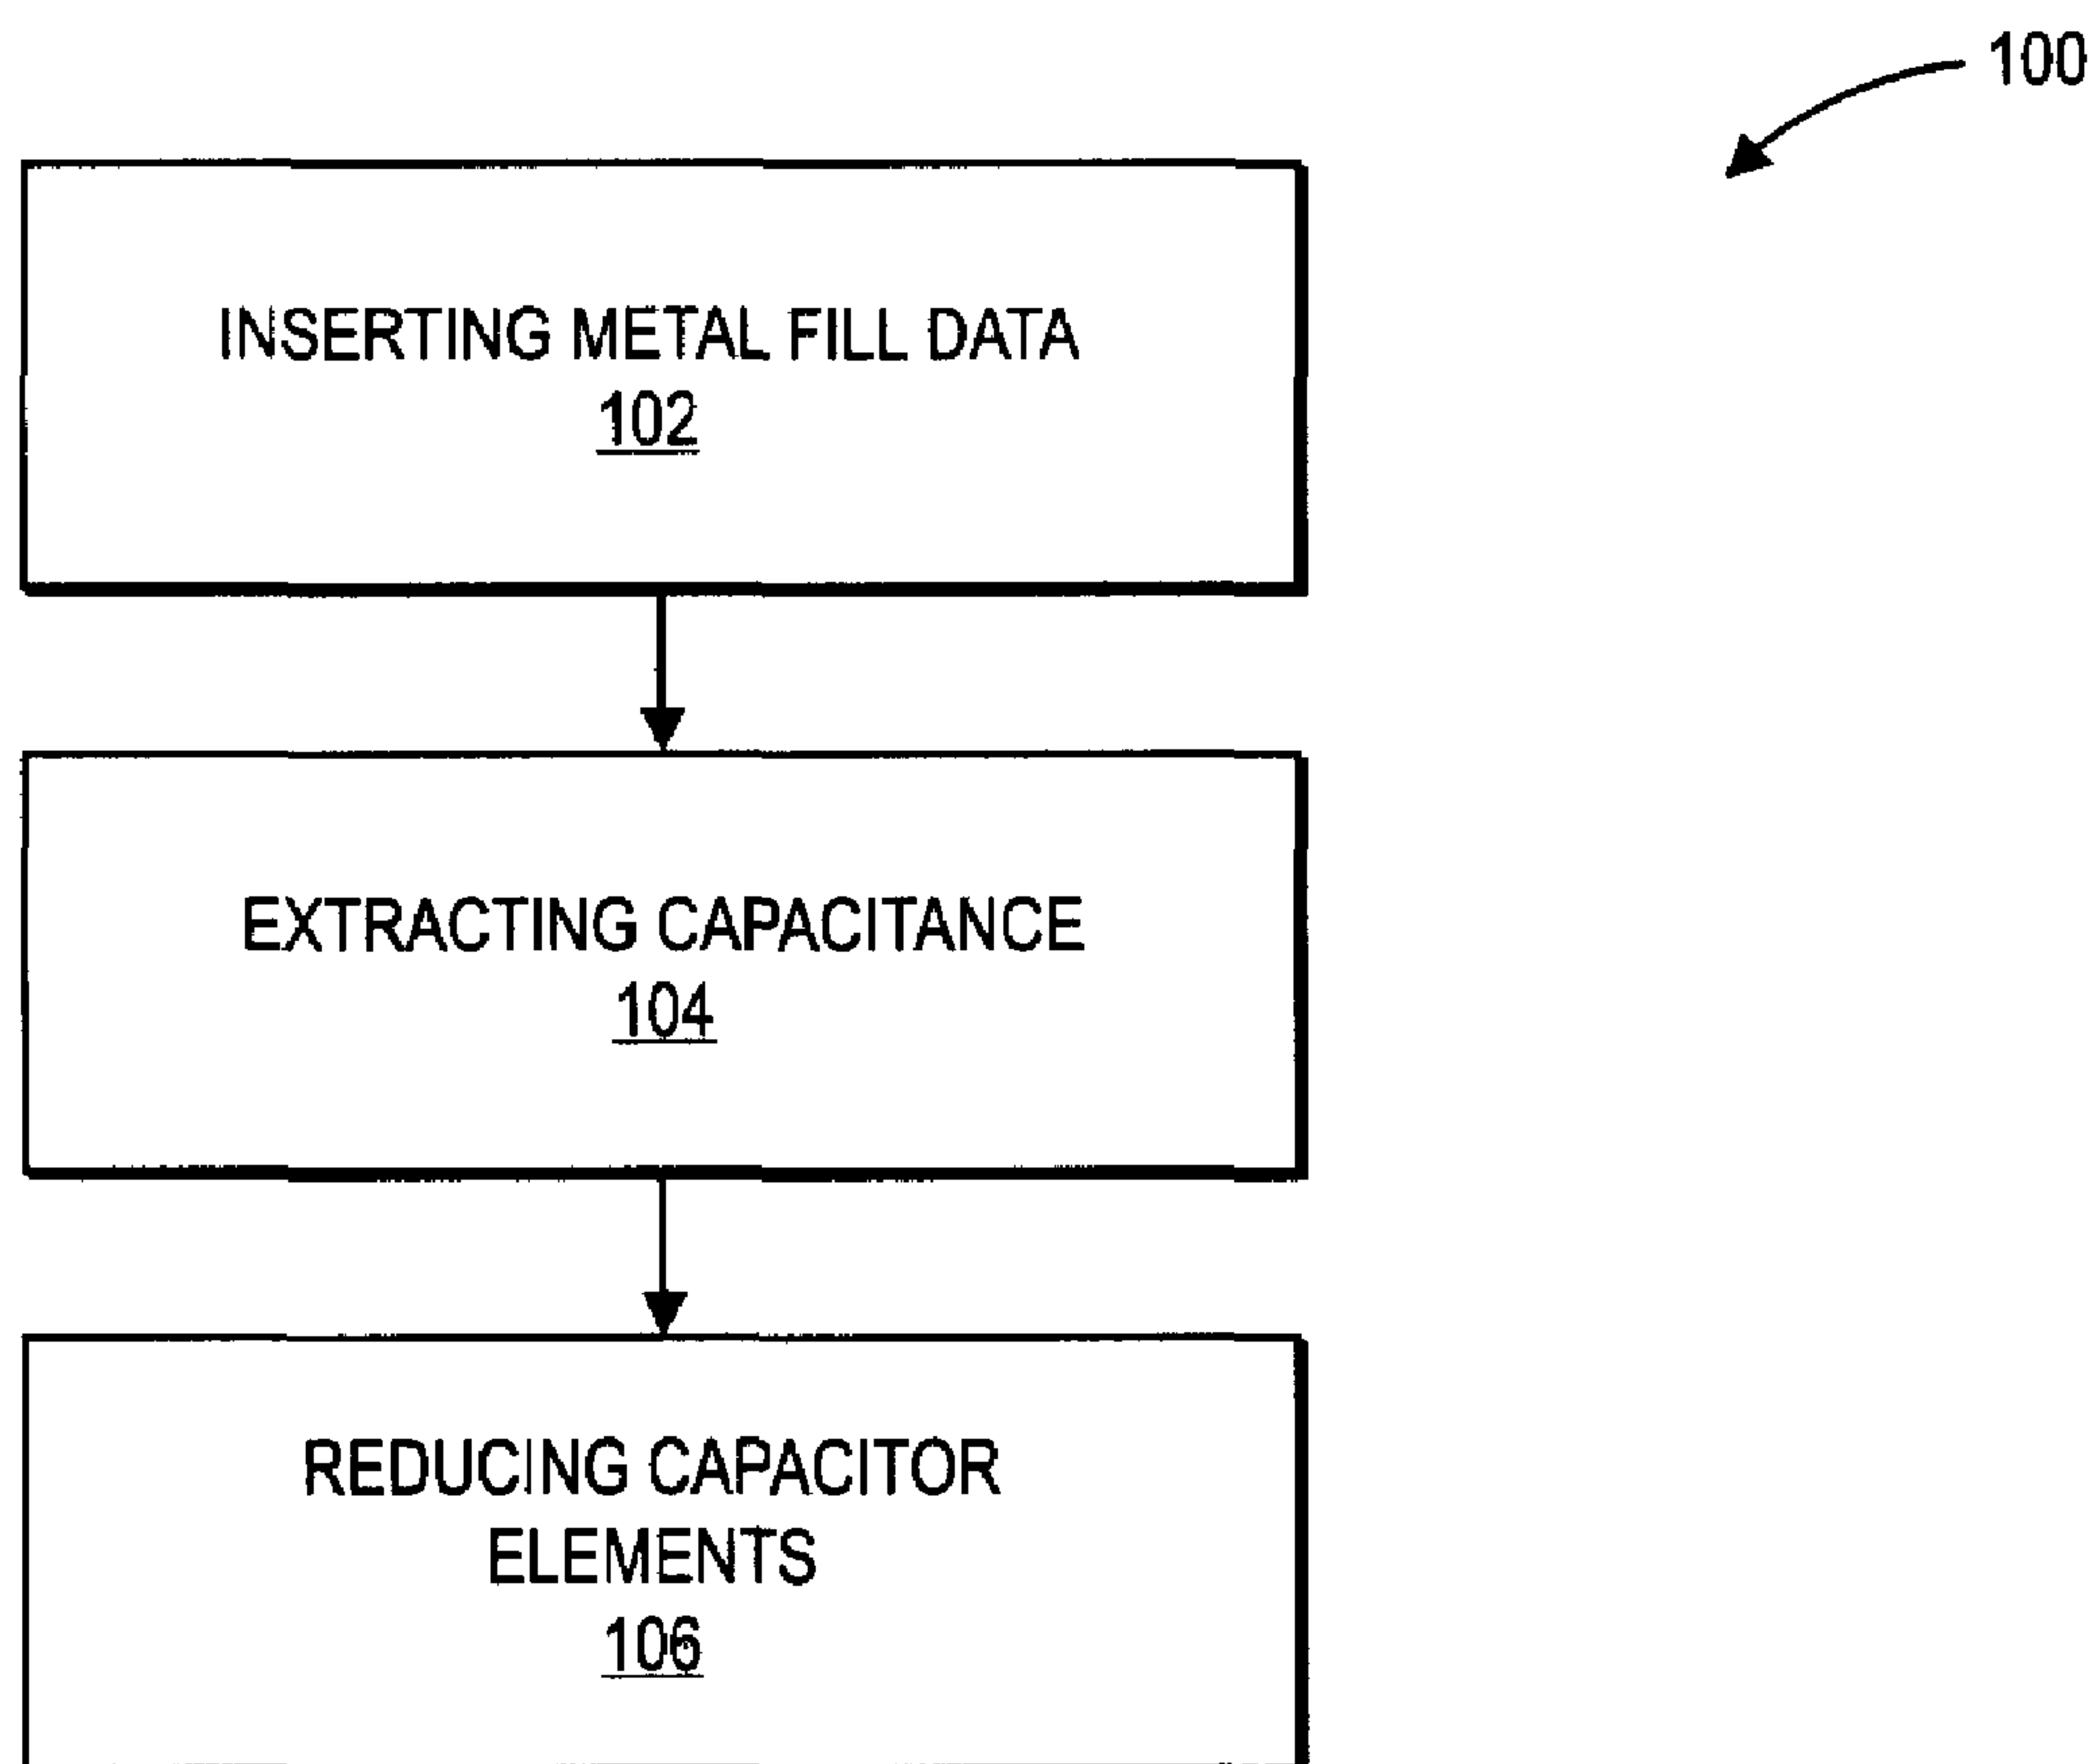 100
INSERTING METAL FILL DATA
102
EXTRACTING CAPACITANCE
104
REDUCING CAPACITOR
ELEMENTS
106